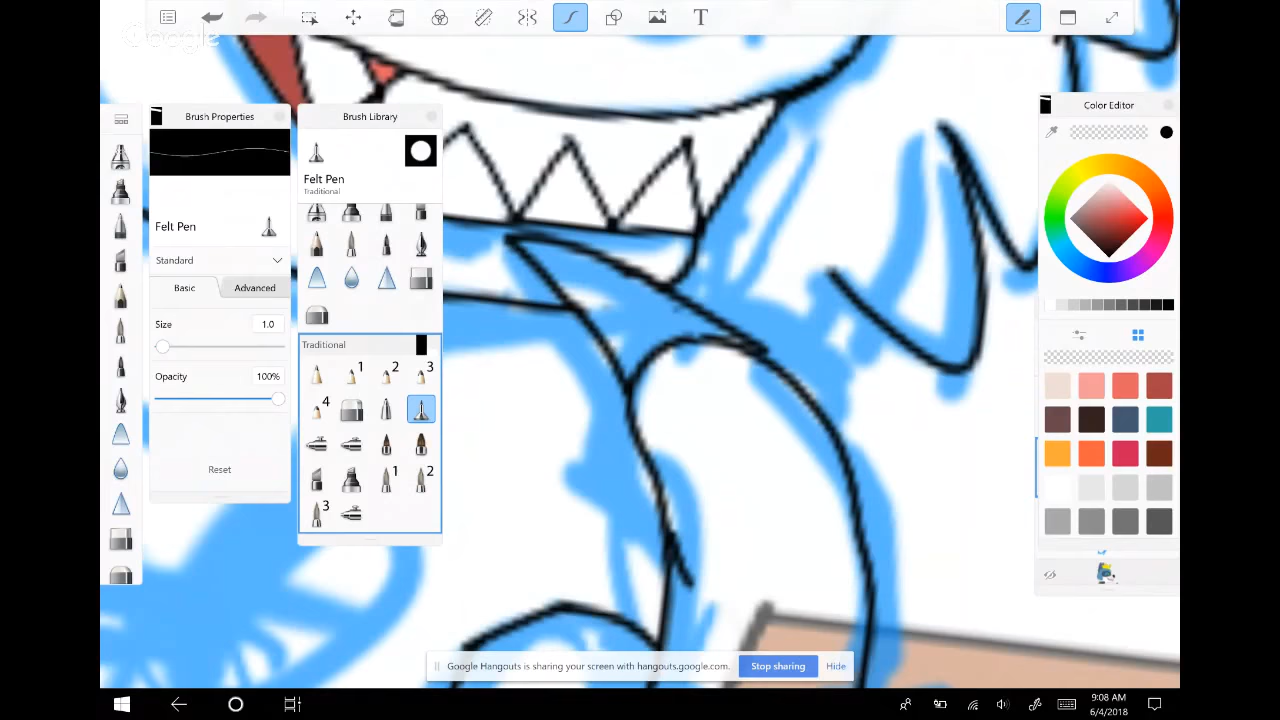 T
Google
Brush Properties
Brush Library
Color Editor
Felt Pen
Traditional
Felt Pen
Standard
Basic
Advanced
Size
1.0
Traditional
1
2
3
Opacity
100%
4
Reset
1
2
3
Google Hangouts is sharing your screen with hangouts.google.com.
Stop sharing
Hide
9:08 AM
6/4/2018